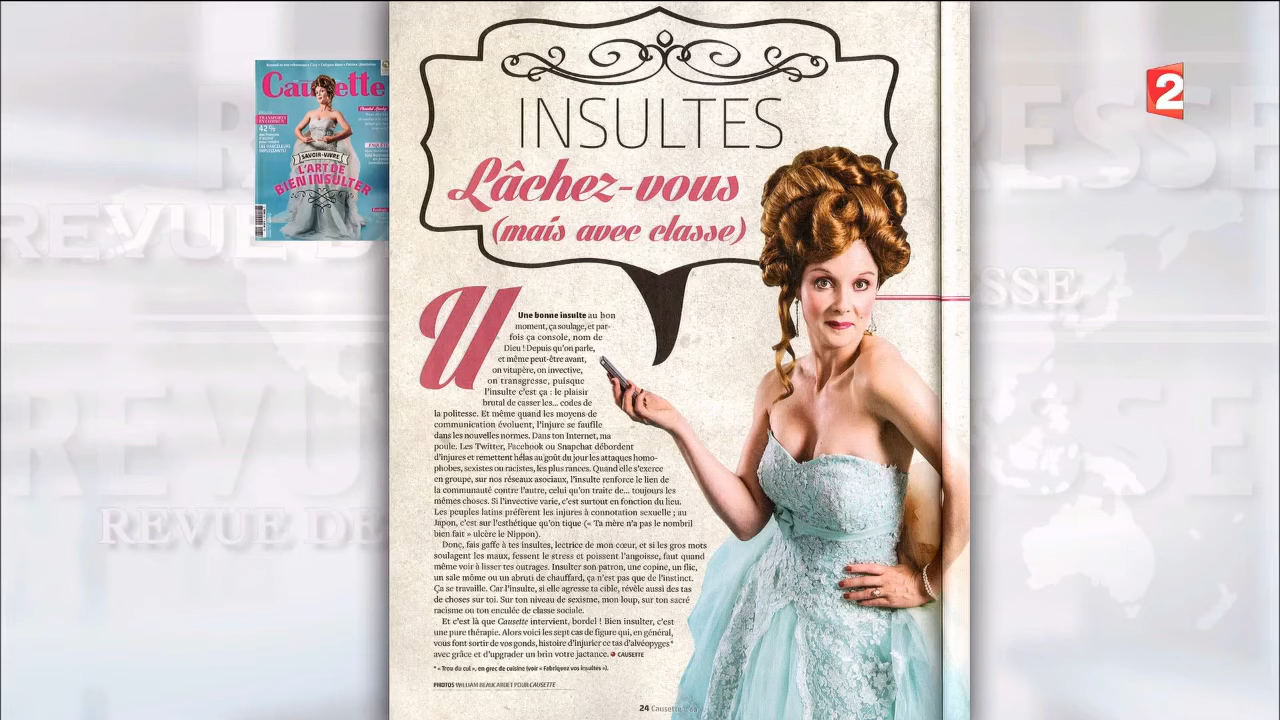 2
REVUE DE
REVUE DE
Causette
TRANSPORTS
EN COMMUN
42%
SAVOIR-VIVRE
L'ART DE
BIEN INSULTER
INSULTES
Lâchez-vous
(mais avec classe)
Une bonne insulte au bon
moment, ça soulage, et par-
fois ça console, nom de
Dieu ! Depuis qu'on parle,
et même peut-être avant,
on vitupère, on invective,
on transgresse, puisque
l'insulte c'est ça : le plaisir
brutal de casser les... codes de
la politesse. Et même quand les moyens de
communication évoluent, l'injure se faufile
dans les nouvelles normes. Dans ton Internet, ma
poule. Les Twitter, Facebook ou Snapchat débordent
d'injures et remettent hélas au goût du jour les attaques homo-
phobes, sexistes ou racistes, les plus rances. Quand elle s'exerce
en groupe, sur nos réseaux asociaux, l'insulte renforce le lien de
la communauté contre l'autre, celui qu'on traite de... toujours les
mêmes choses. Si l'invective varie, c'est surtout en fonction du lieu.
Les peuples latins préfèrent les injures à connotation sexuelle ; au
Japon, c'est sur l'esthétique qu'on tique (« Ta mère n'a pas le nombril
bien fait » ulcère le Nippon).
Donc, fais gaffe à tes insultes, lectrice de mon cœur, et si les gros mots
soulagent les maux, fessent le stress et poissent l'angoisse, faut quand
même voir à lisser tes outrages. Insulter son patron, une copine, un flic,
un sale môme ou un abruti de chauffard, ça n'est pas que de l'instinct.
Ça se travaille. Car l'insulte, si elle agresse ta cible, révèle aussi des tas
de choses sur toi. Sur ton niveau de sexisme, mon loup, sur ton sacré
racisme ou ton enculée de classe sociale.
Et c'est là que Causette intervient, bordel ! Bien insulter, c'est
une pure thérapie. Alors voici les sept cas de figure qui, en général,
vous font sortir de vos gonds, histoire d'injurier ce tas d'alvéopyges*
avec grâce et d'upgrader un brin votre jactance. CAUSETTE
* « Trou du cul », en grec de cuisine (voir « Fabriquez vos insultes »).
PHOTOS WILLIAM BEAUCARDET POUR CAUSETTE
24 Causette